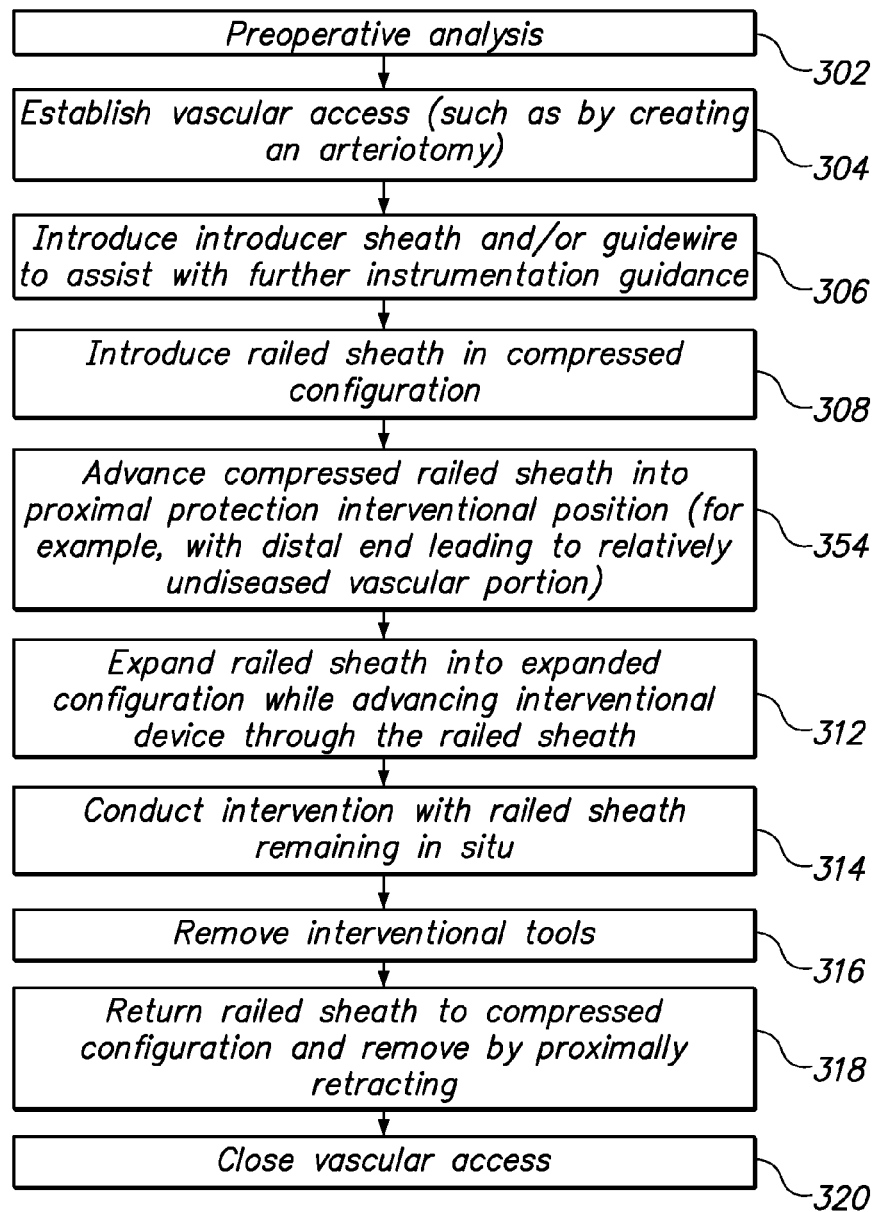 Preoperative analysis
302
Establish vascular access (such as by creating
an arteriotomy)
304
Introduce introducer sheath and/or guidewire
to assist with further instrumentation guidance
306
Introduce railed sheath in compressed
configuration
308
Advance compressed railed sheath into
proximal protection interventional position (for
example, with distal end leading to relatively
undiseased vascular portion)
354
Expand railed sheath into expanded
configuration while advancing interventional
device through the railed sheath
312
Conduct intervention with railed sheath
remaining in situ
314
Remove interventional tools
316
Return railed sheath to compressed
configuration and remove by proximally
retracting
318
Close vascular access
320